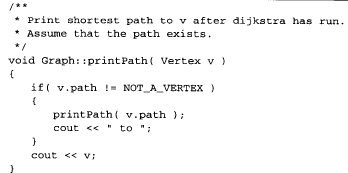 /**
 * Print shortest path to v after dijkstra has run.
 * Assume that the path exists.
 */
void Graph::printPath( Vertex v )
{
    if( v.path != NOT_A_VERTEX )
    {
        printPath( v.path );
        cout << " to ";
    }
    cout << v;
}